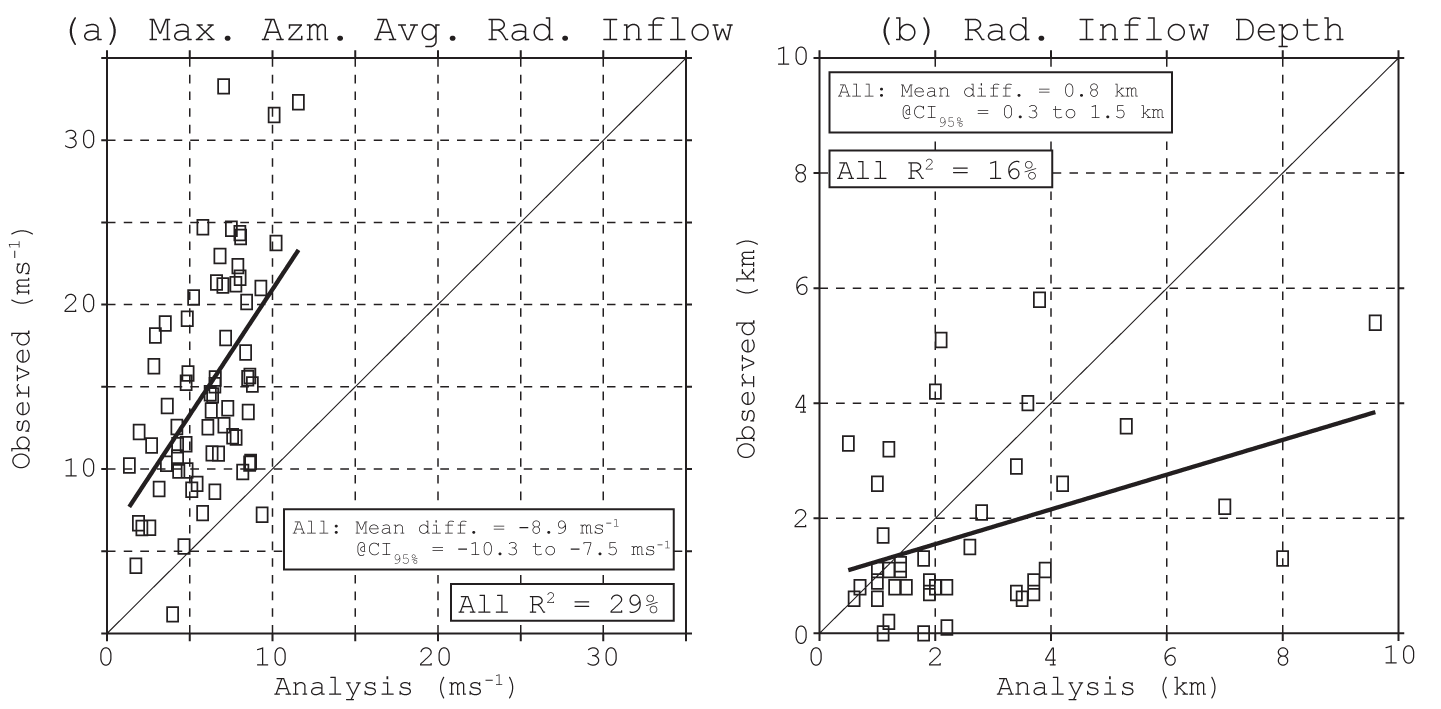 (a) Max. Azm. Avg. Rad. Inflow
30
20
10
0
0 10 20 30
Observed (ms⁻¹)
Analysis (ms⁻¹)
All: Mean diff. = -8.9 ms⁻¹
@CI95% = -10.3 to -7.5 ms⁻¹
All R² = 29%
(b) Rad. Inflow Depth
10
8
6
4
2
0
0 2 4 6 8 10
Observed (km)
Analysis (km)
All: Mean diff. = 0.8 km
@CI95% = 0.3 to 1.5 km
All R² = 16%